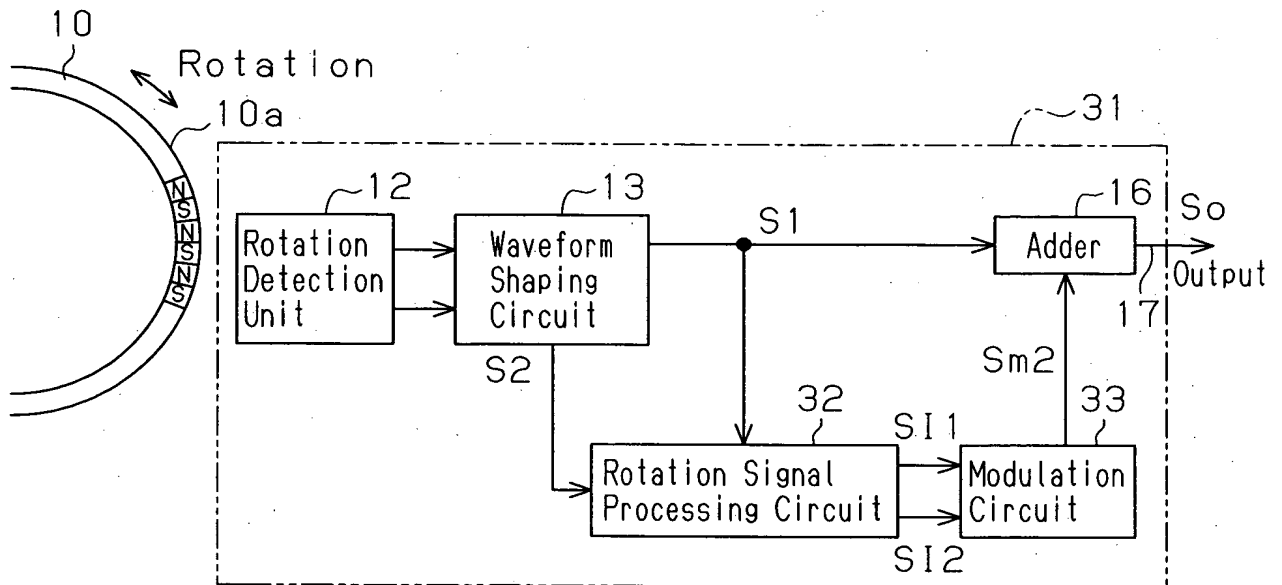 10
Rotation
10a
31
N
S
N
S
N
S
12
13
16
Rotation
Detection
Unit
Waveform
Shaping
Circuit
S1
Adder
So
Output
17
S2
Sm2
32
33
Rotation Signal
Processing Circuit
SI1
SI2
Modulation
Circuit